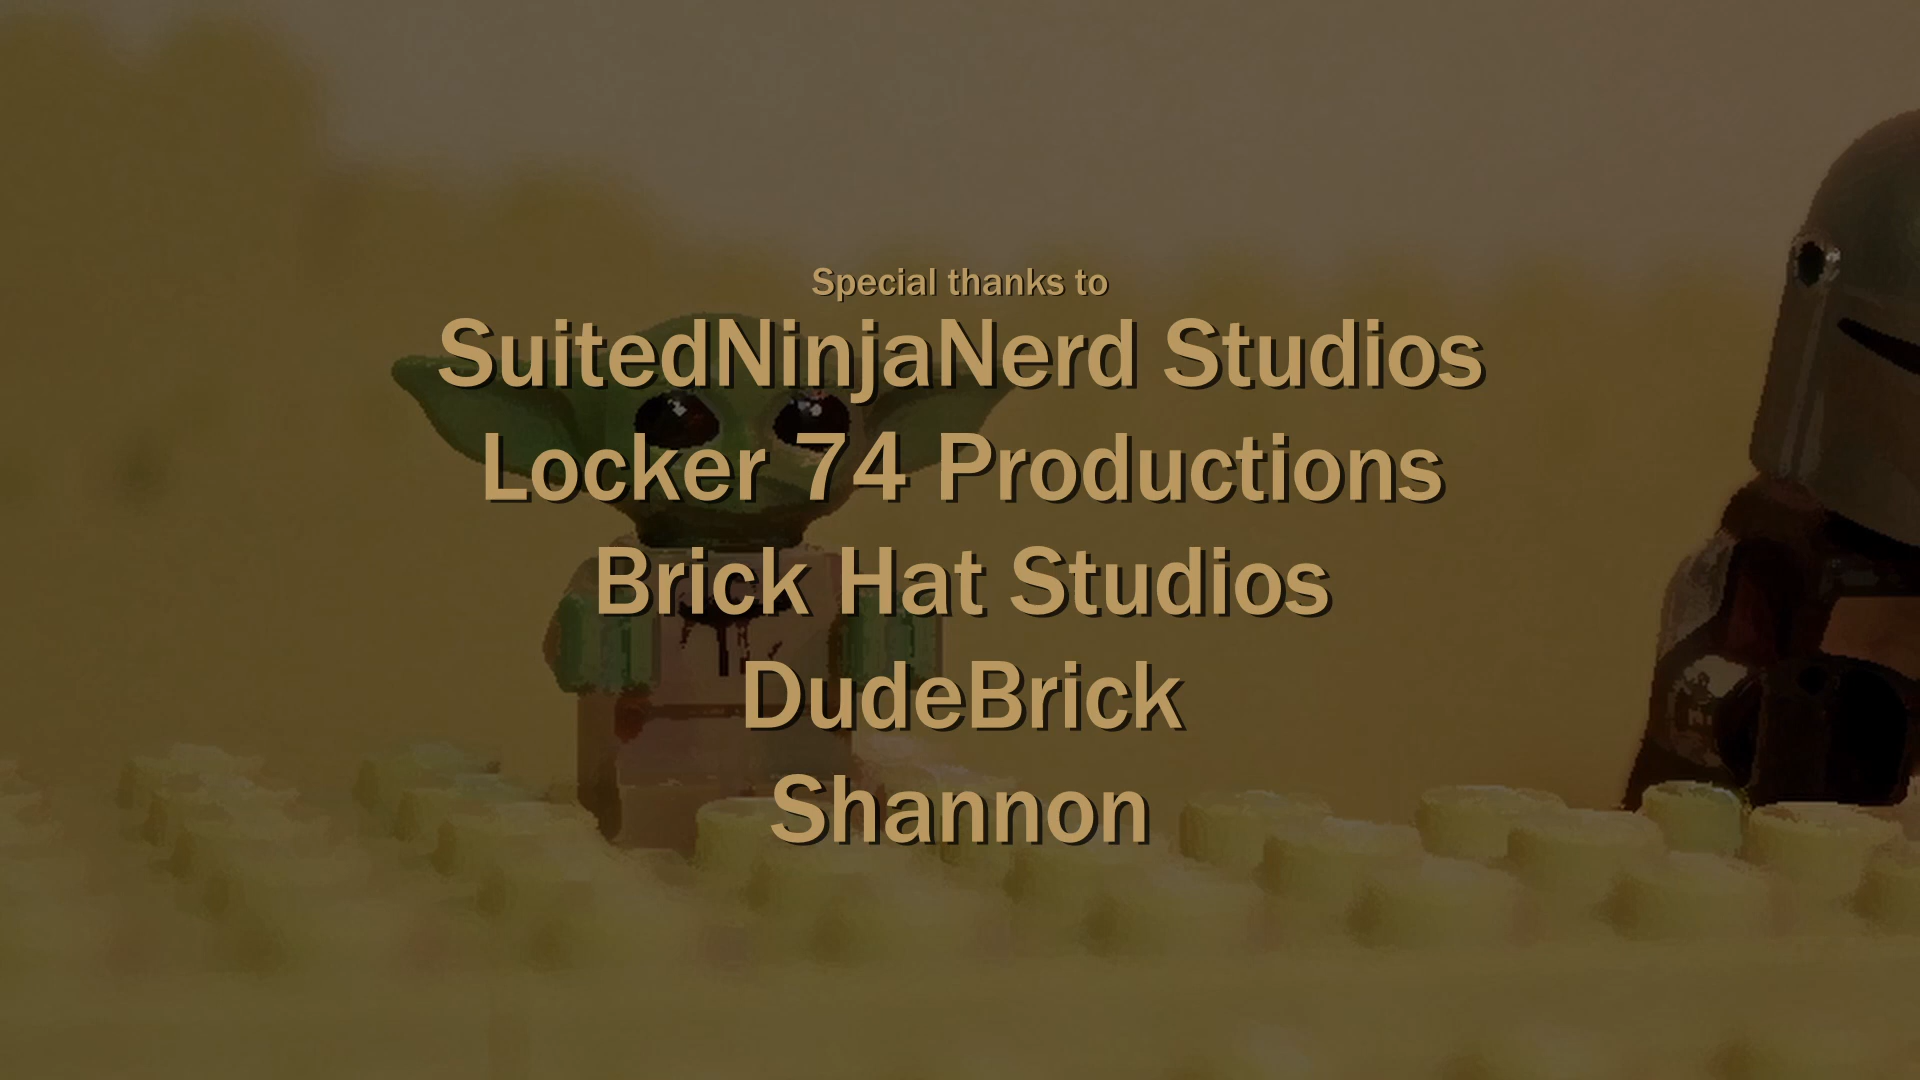 Special thanks to
SuitedNinjaNerd Studios
Locker 74 Productions
Brick Hat Studios
DudeBrick
Shannon